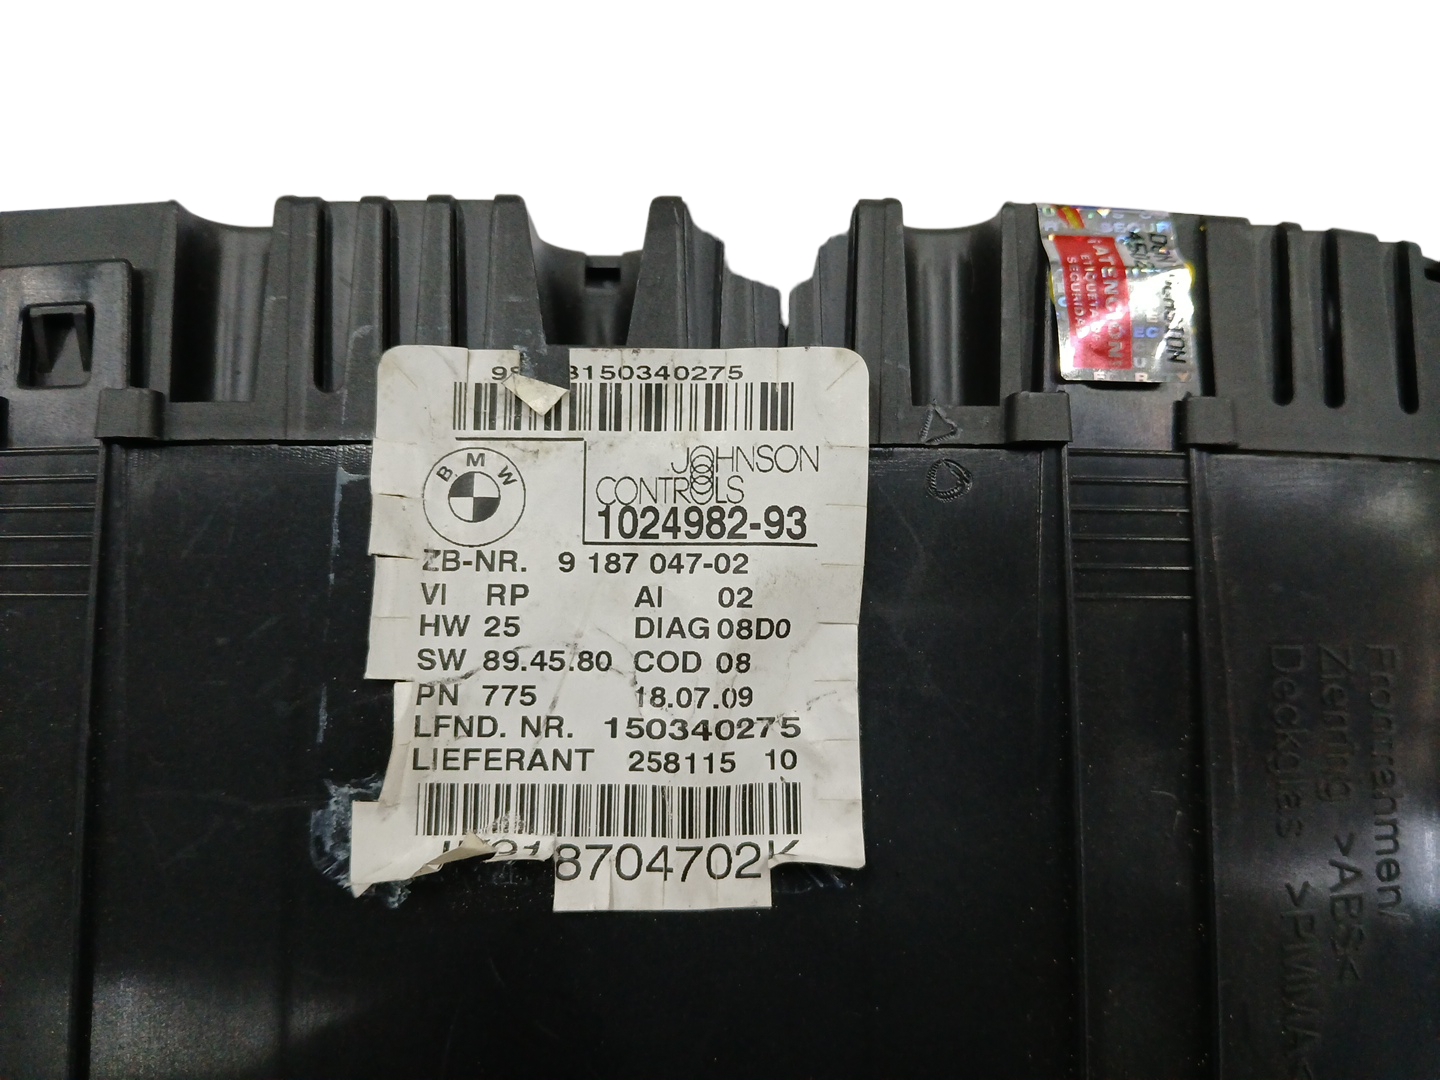 150340275
BMW
JOHNSON
CONTROLS
1024982-93
ZB-NR. 9 187 047-02
VI RP AI 02
HW 25 DIAG 08D0
SW 89.45.80 COD 08
PN 775 18.07.09
LFND. NR. 150340275
LIEFERANT 258115 10
8704702K
¡ATENCION!
ETIQUETA
SEGURIDA
Frontrahmen/
Zierring >ABS<
Deckglas >PMMA<